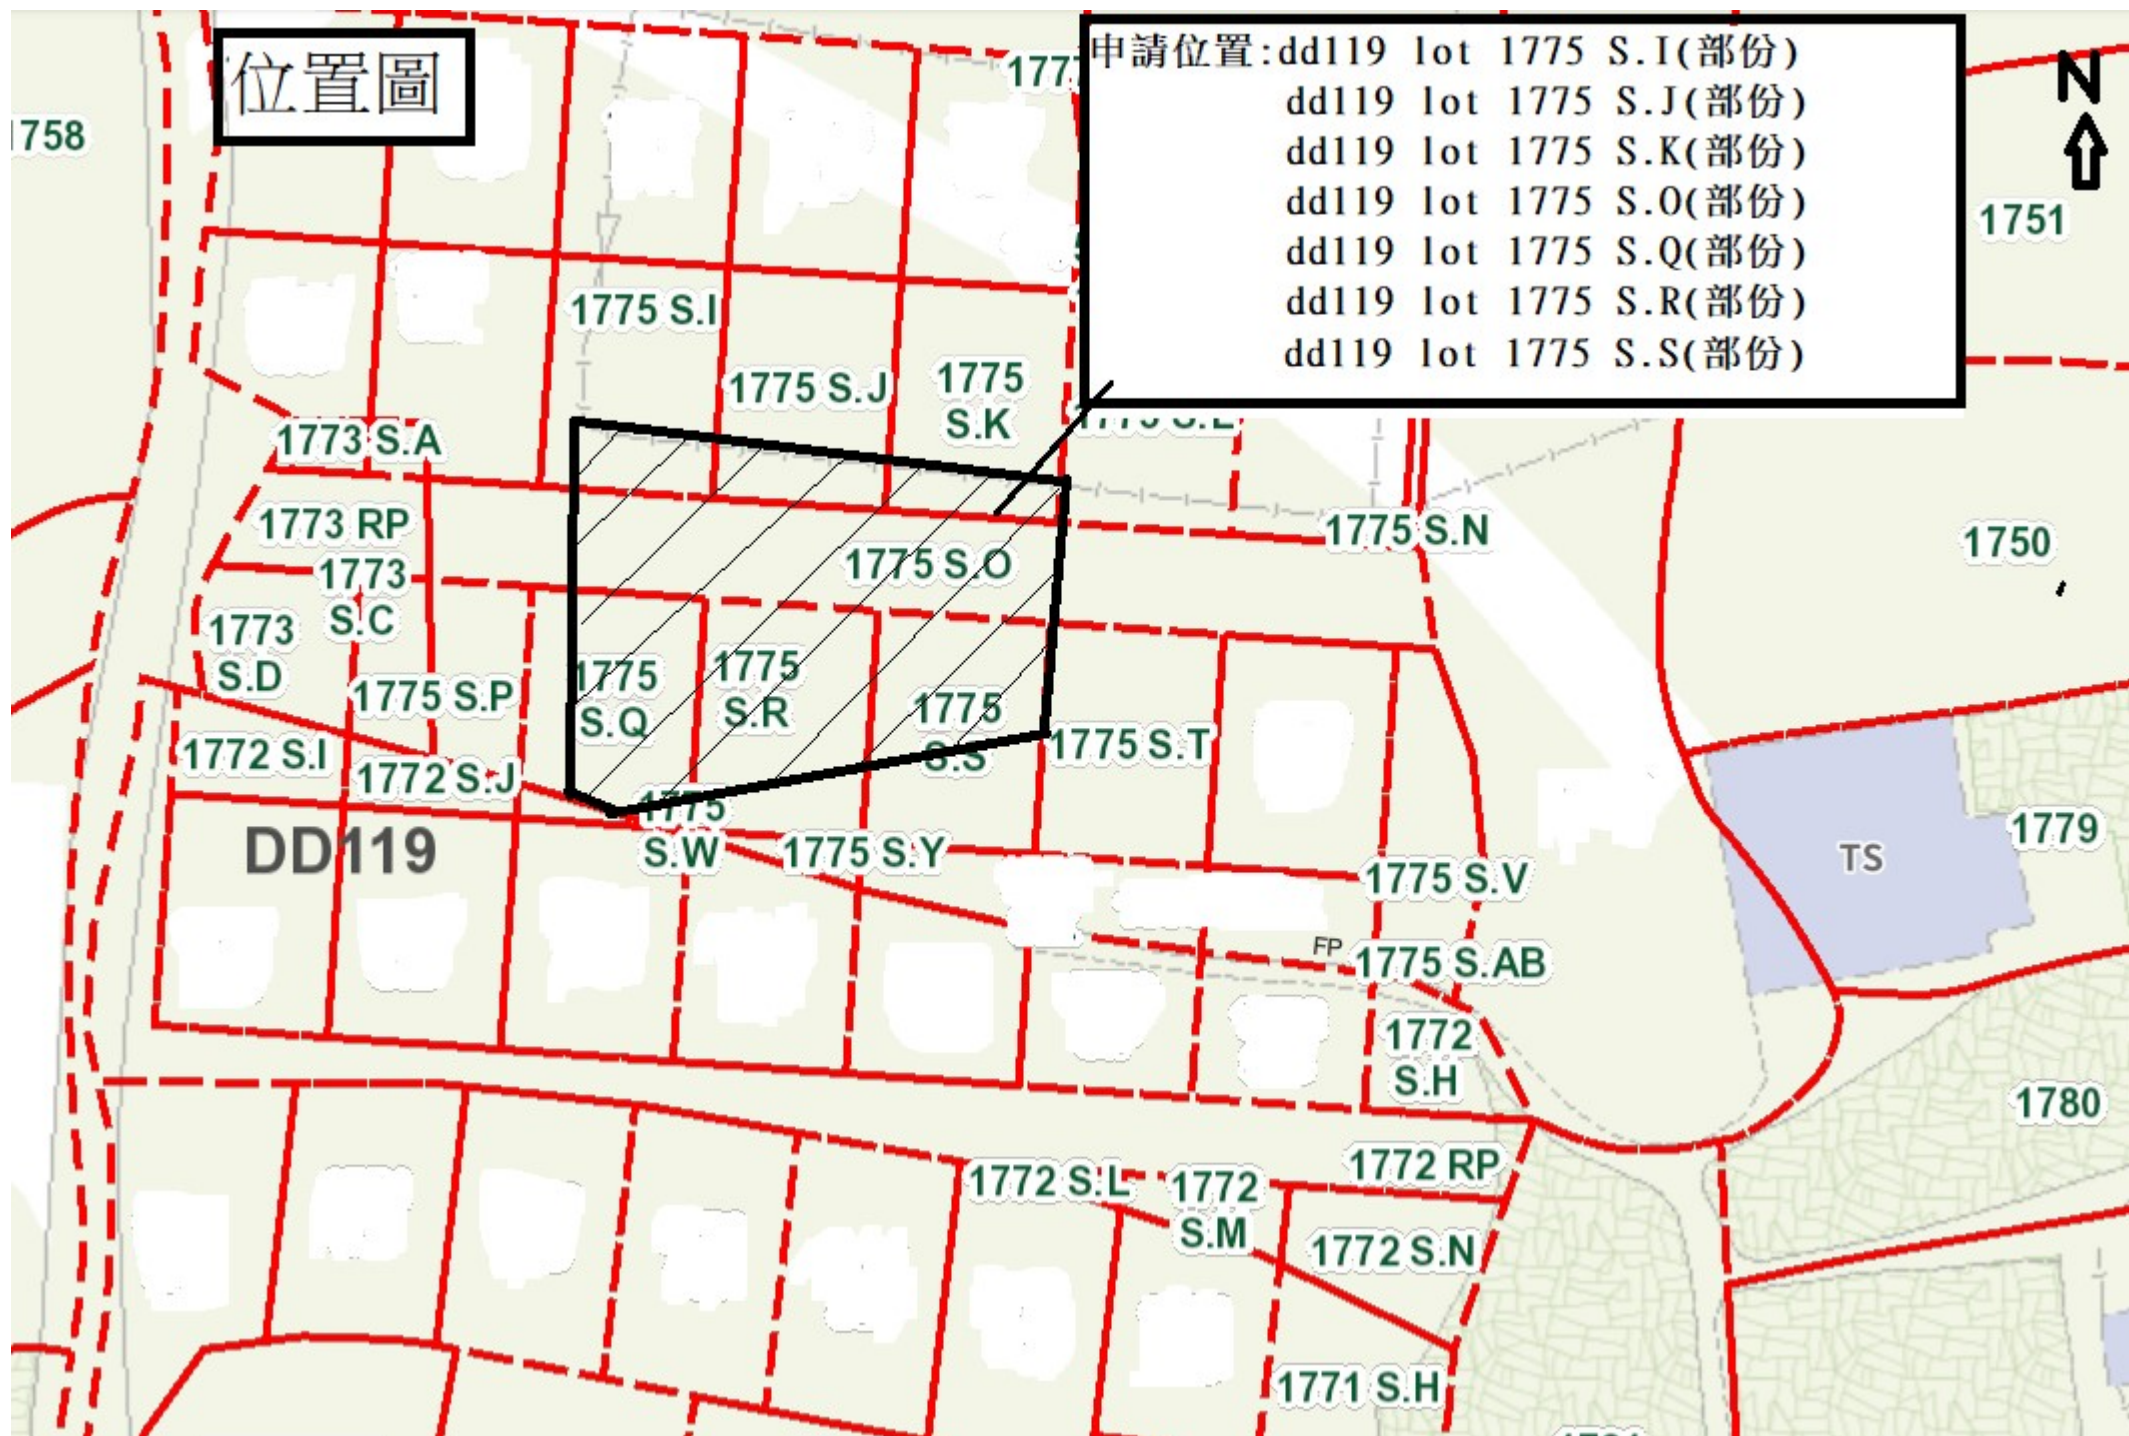 位置圖
申請位置:dd119 lot 1775 S.I(部份)
dd119 lot 1775 S.J(部份)
dd119 lot 1775 S.K(部份)
dd119 lot 1775 S.O(部份)
dd119 lot 1775 S.Q(部份)
dd119 lot 1775 S.R(部份)
dd119 lot 1775 S.S(部份)
N
1758
1751
1775 S.I
1775 S.J
1775
S.K
1773 S.A
1773 RP
1775 S.N
1750
1775 S.O
1773
S.C
1773
S.D
1775 S.P
1775
S.Q
1775
S.R
1775
S.S
1775 S.T
1772 S.I
1772 S.J
1775
S.W
1775 S.Y
DD119
1775 S.V
TS
1779
FP
1775 S.AB
1772
S.H
1780
1772 RP
1772 S.L
1772
S.M
1772 S.N
1771 S.H